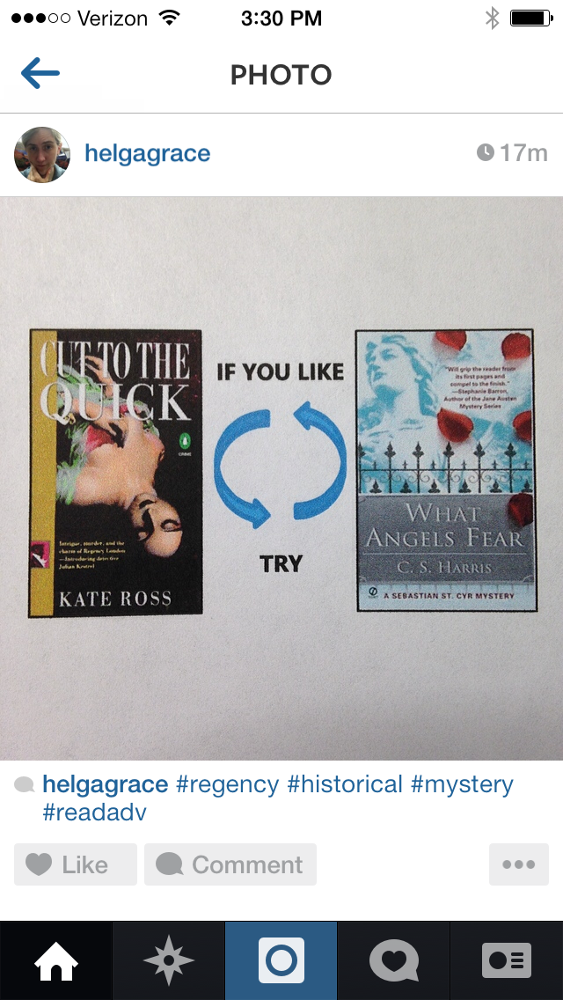 Verizon 3:30 PM
PHOTO
helgagrace 17m
CUT TO THE
QUICK
CRIME
Intrigue, murder, and the
charm of Regency London
—Introducing detective
Julian Kestrel
KATE ROSS
IF YOU LIKE
TRY
"Will grip the reader from
its first pages and
compel to the finish."
—Stephanie Barron,
Author of the Jane Austen
Mystery Series
WHAT
ANGELS FEAR
C. S. HARRIS
A SEBASTIAN ST. CYR MYSTERY
helgagrace #regency #historical #mystery
#readadv
Like Comment